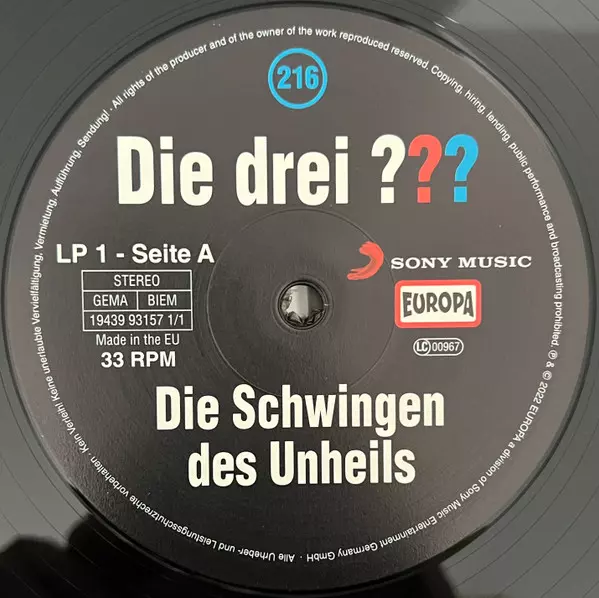 216
Die drei ???
LP 1 - Seite A
STEREO
GEMA BIEM
19439 93157 1/1
Made in the EU
33 RPM
SONY MUSIC
EUROPA
LC 00967
Die Schwingen
des Unheils
Alle Urheber- und Leistungsschutzrechte vorbehalten · Kein Verleih! Keine unerlaubte Vervielfältigung, Vermietung, Aufführung, Sendung! · All rights of the producer and of the owner of the work reproduced reserved. Copying, hiring, lending, public performance and broadcasting prohibited. ℗ & © 2022 EUROPA a division of Sony Music Entertainment Germany GmbH ·